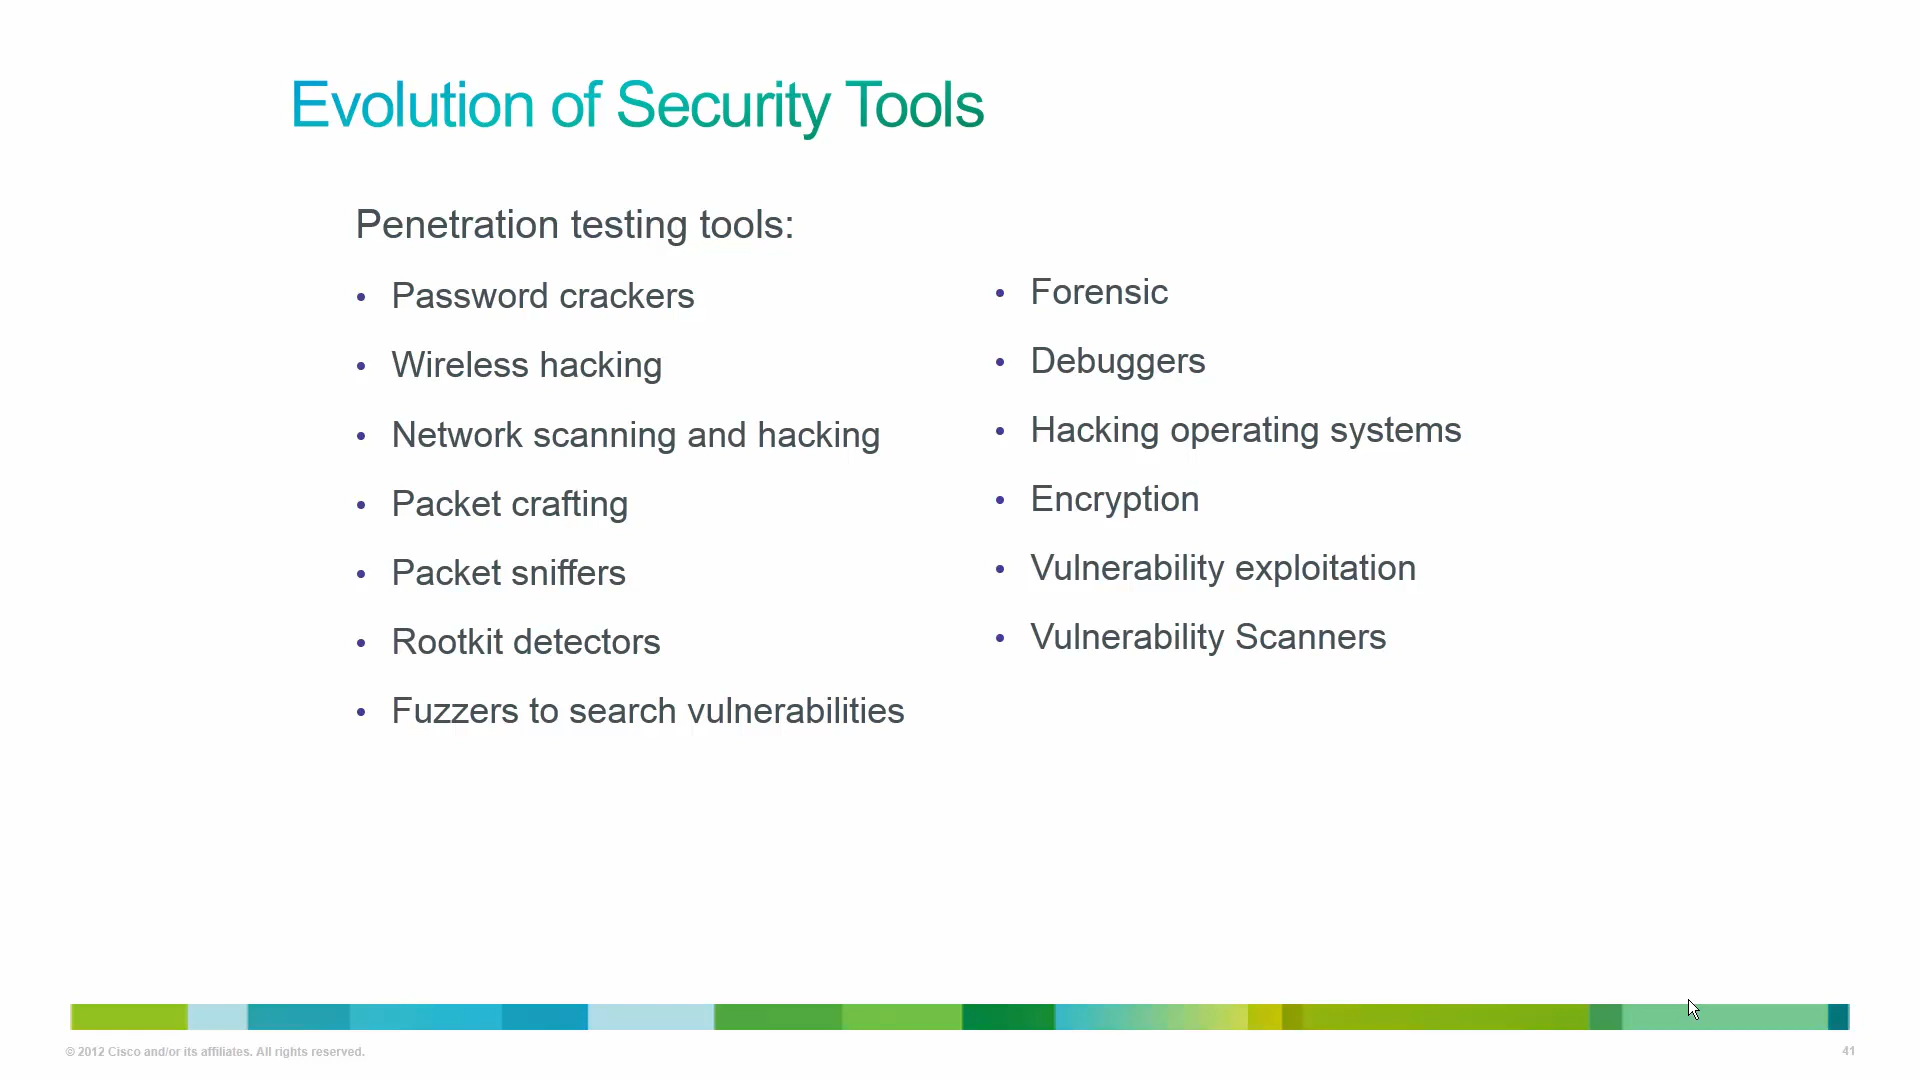 Evolution of Security Tools
Penetration testing tools:
• Password crackers
• Wireless hacking
• Network scanning and hacking
• Packet crafting
• Packet sniffers
• Rootkit detectors
• Fuzzers to search vulnerabilities
• Forensic
• Debuggers
• Hacking operating systems
• Encryption
• Vulnerability exploitation
• Vulnerability Scanners
© 2012 Cisco and/or its affiliates. All rights reserved.
41